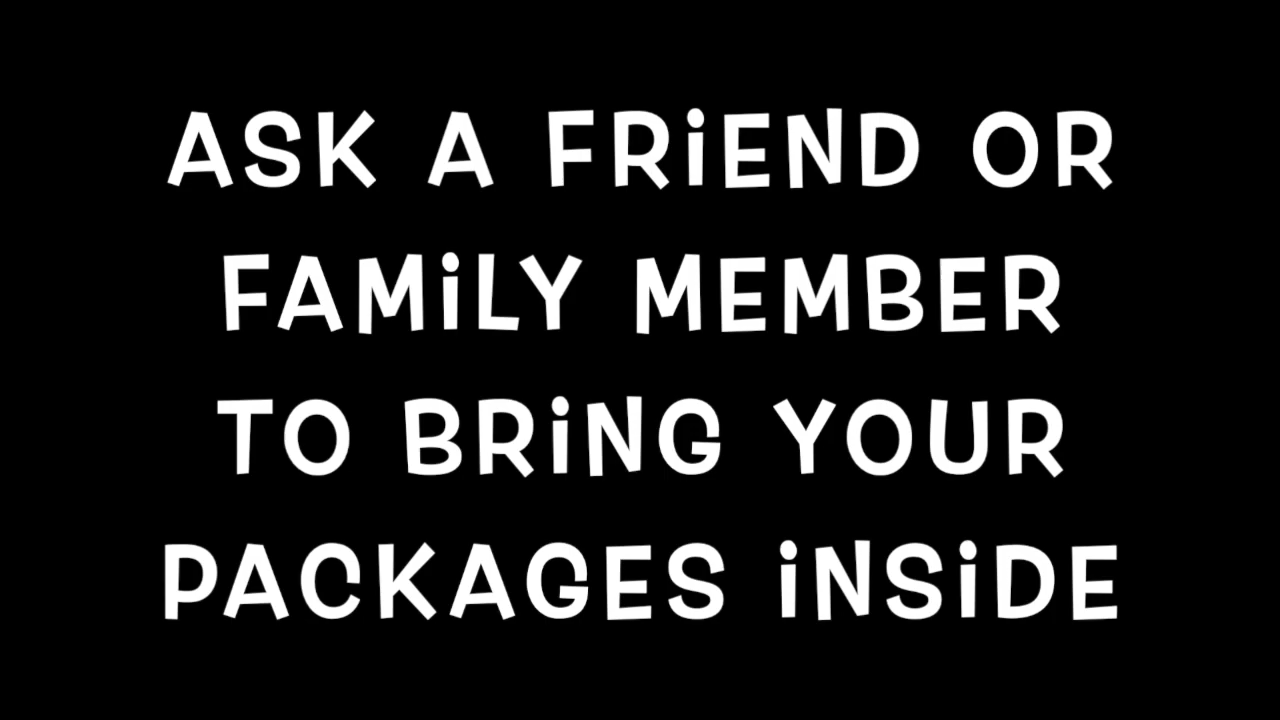 ASK A FRiEND OR
FAMiLY MEMBER
TO BRiNG YOUR
PACKAGES iNSiDE